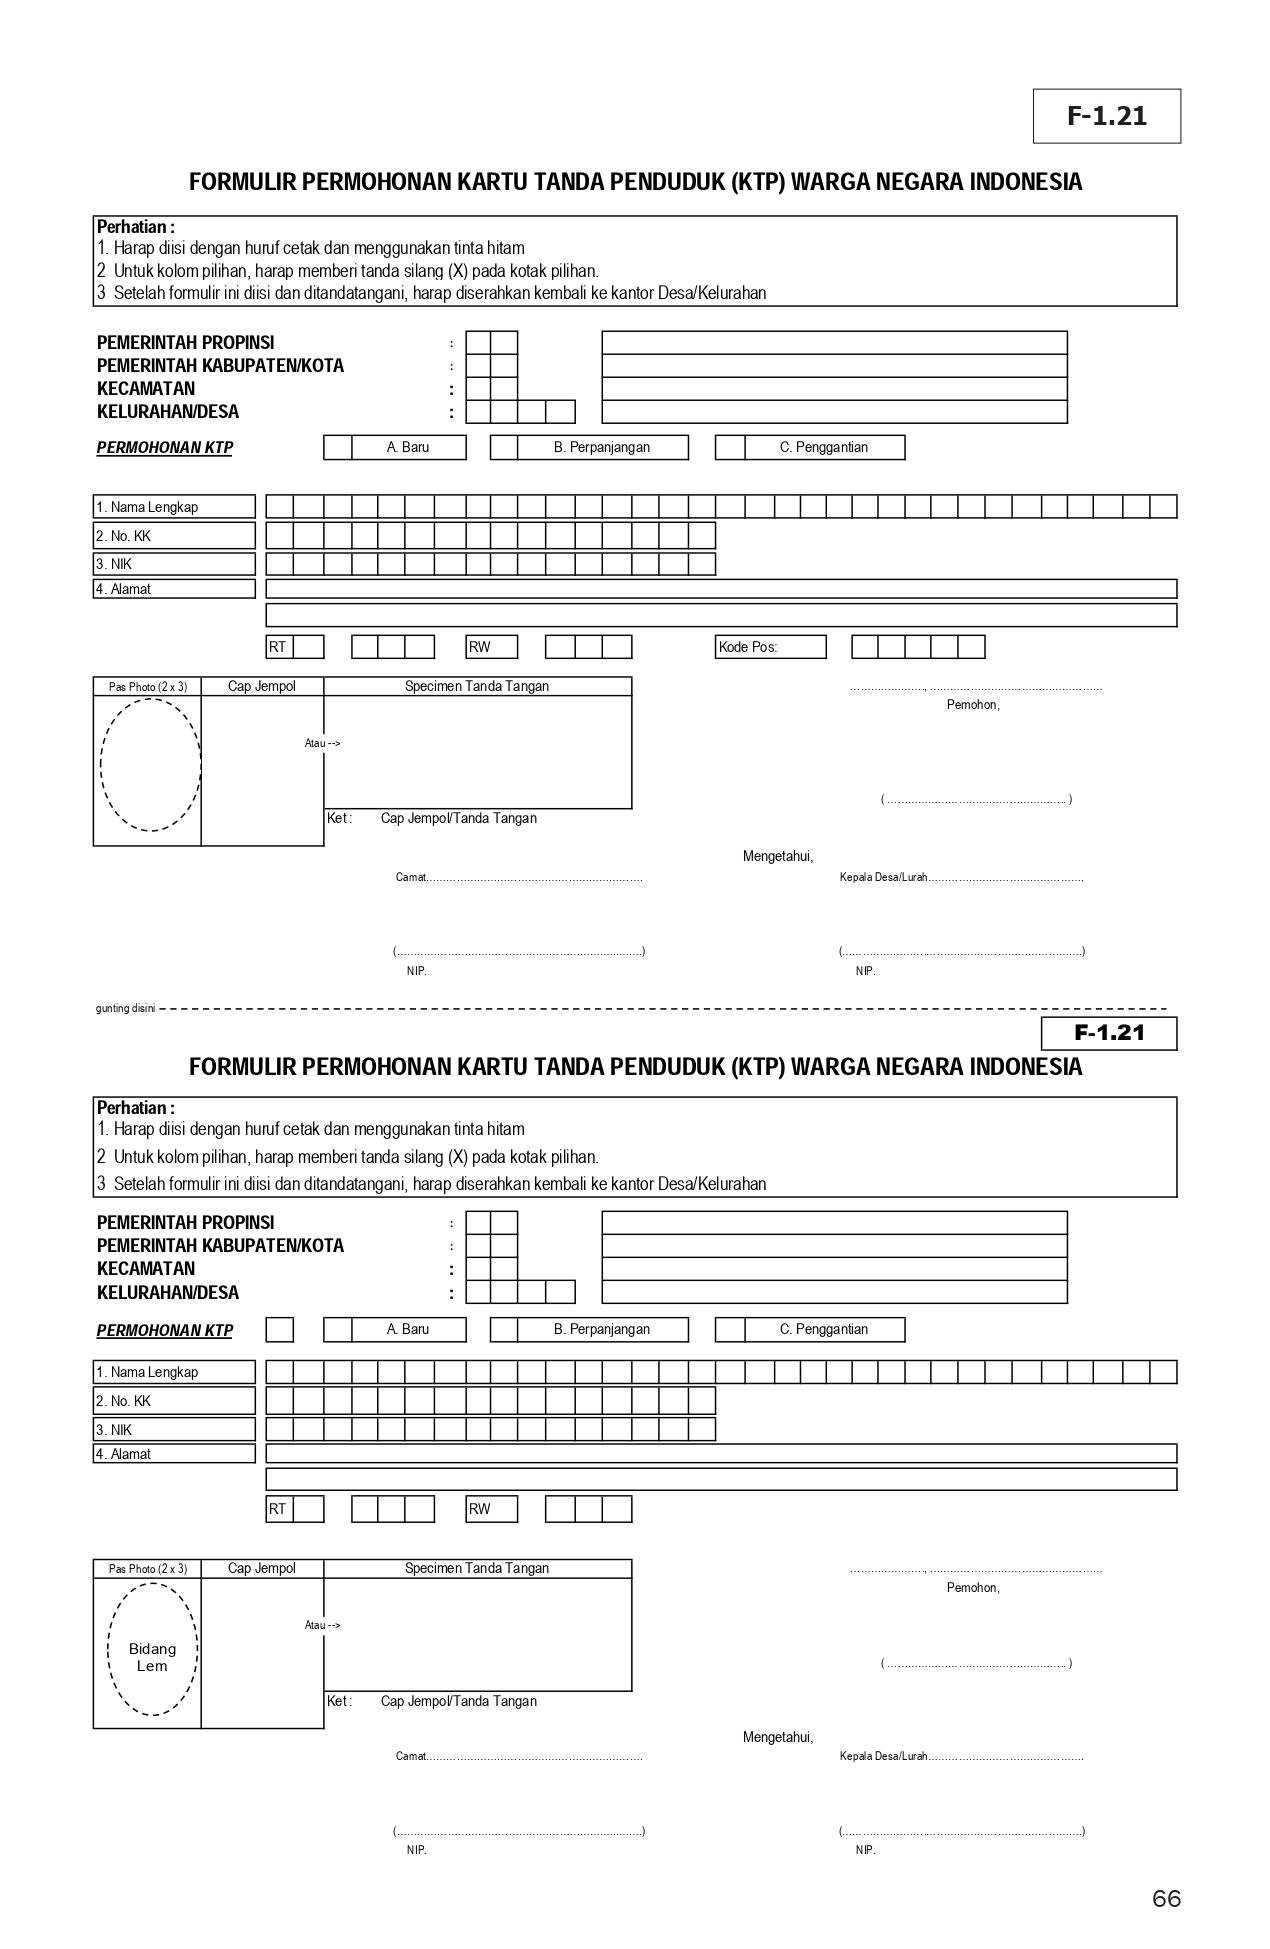 F-1.21
FORMULIR PERMOHONAN KARTU TANDA PENDUDUK (KTP) WARGA NEGARA INDONESIA
Perhatian :
1. Harap diisi dengan huruf cetak dan menggunakan tinta hitam
2 Untuk kolom pilihan, harap memberi tanda silang (X) pada kotak pilihan.
3 Setelah formulir ini diisi dan ditandatangani, harap diserahkan kembali ke kantor Desa/Kelurahan
PEMERINTAH PROPINSI :
PEMERINTAH KABUPATEN/KOTA :
KECAMATAN :
KELURAHAN/DESA :
PERMOHONAN KTP A. Baru B. Perpanjangan C. Penggantian
1. Nama Lengkap
2. No. KK
3. NIK
4. Alamat
RT RW Kode Pos:
Pas Photo (2 x 3) Cap Jempol Specimen Tanda Tangan ......................, ..................................................
Pemohon,
Atau -->
( ..................................................... )
Ket : Cap Jempol/Tanda Tangan
Mengetahui,
Camat................................................................ Kepala Desa/Lurah..............................................
(.........................................................................) (.......................................................................)
NIP. NIP.
gunting disini
F-1.21
FORMULIR PERMOHONAN KARTU TANDA PENDUDUK (KTP) WARGA NEGARA INDONESIA
Perhatian :
1. Harap diisi dengan huruf cetak dan menggunakan tinta hitam
2 Untuk kolom pilihan, harap memberi tanda silang (X) pada kotak pilihan.
3 Setelah formulir ini diisi dan ditandatangani, harap diserahkan kembali ke kantor Desa/Kelurahan
PEMERINTAH PROPINSI :
PEMERINTAH KABUPATEN/KOTA :
KECAMATAN :
KELURAHAN/DESA :
PERMOHONAN KTP A. Baru B. Perpanjangan C. Penggantian
1. Nama Lengkap
2. No. KK
3. NIK
4. Alamat
RT RW
Pas Photo (2 x 3) Cap Jempol Specimen Tanda Tangan ......................, ..................................................
Pemohon,
Atau -->
Bidang
Lem
( ..................................................... )
Ket : Cap Jempol/Tanda Tangan
Mengetahui,
Camat................................................................ Kepala Desa/Lurah..............................................
(.........................................................................) (.......................................................................)
NIP. NIP.
66